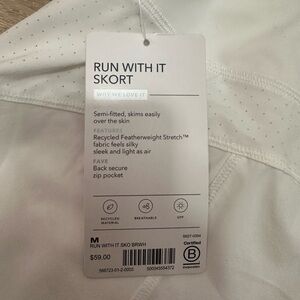 RUN WITH IT
SKORT
WHY WE LOVE IT
Semi-fitted, skims easily
over the skin
FEATURES
Recycled Featherweight Stretch™
fabric feels silky
sleek and light as air
FAVE
Back secure
zip pocket
RECYCLED
MATERIAL
BREATHABLE
UPF
M
RUN WITH IT SKO BRWH
$59.00
Certified
B
Corporation